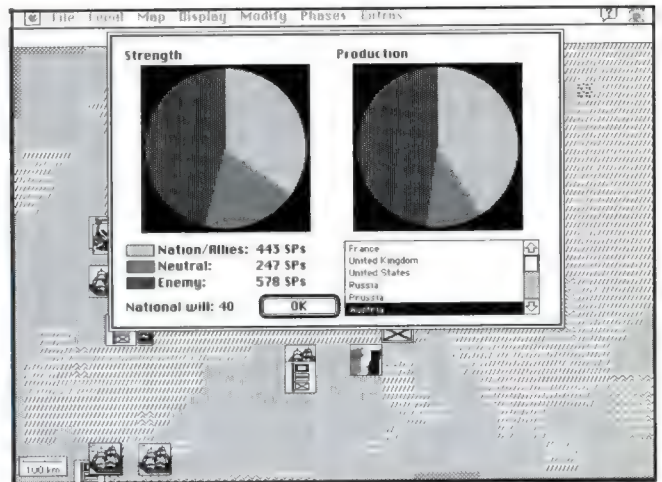 File Level Map Display Modify Phases Extras
Strength
Production
Nation/Allies: 443 SPs
Neutral: 247 SPs
Enemy: 578 SPs
National will: 40
OK
France
United Kingdom
United States
Russia
Prussia
Austria
100 km